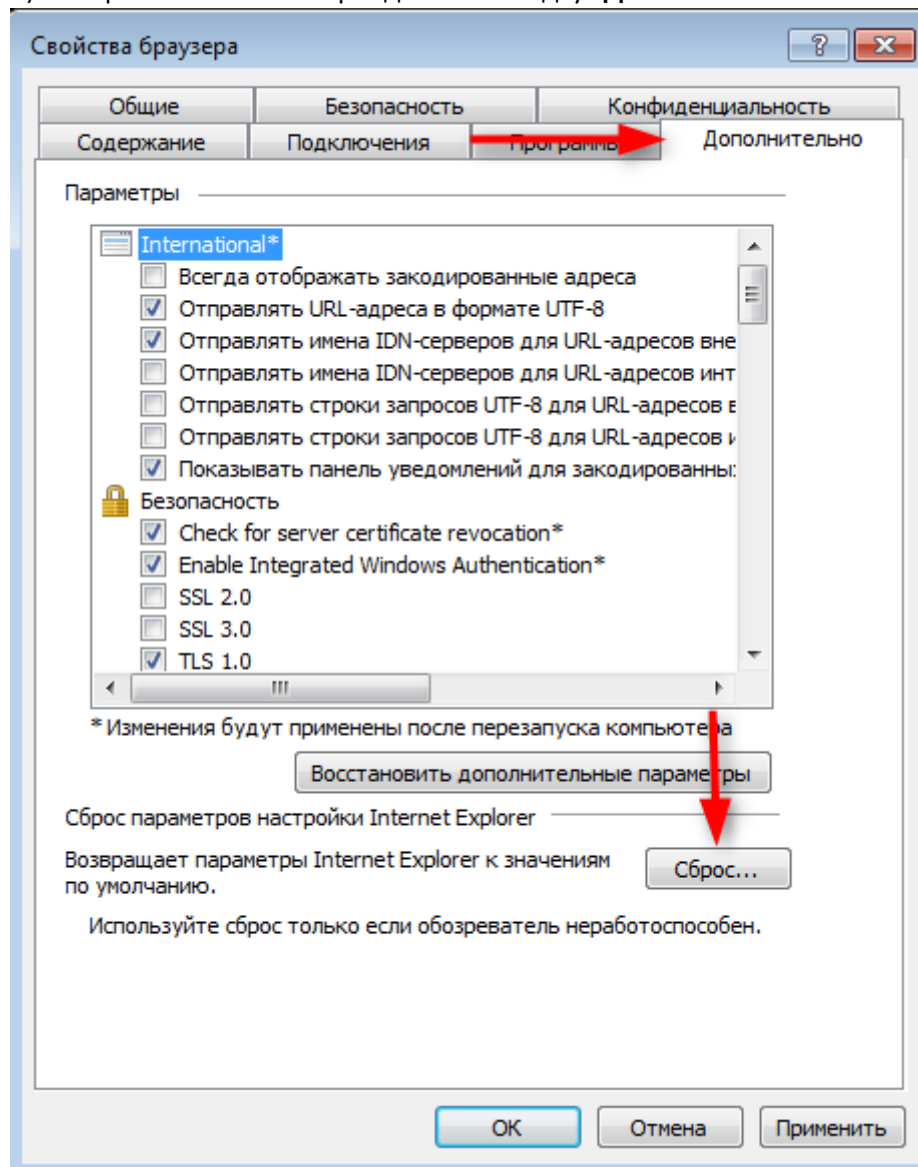 Свойства браузера
Общие
Безопасность
Конфиденциальность
Содержание
Подключения
Программы
Дополнительно
Параметры
International*
Всегда отображать закодированные адреса
Отправлять URL-адреса в формате UTF-8
Отправлять имена IDN-серверов для URL-адресов вне
Отправлять имена IDN-серверов для URL-адресов инт
Отправлять строки запросов UTF-8 для URL-адресов в
Отправлять строки запросов UTF-8 для URL-адресов и
Показывать панель уведомлений для закодированных
Безопасность
Check for server certificate revocation*
Enable Integrated Windows Authentication*
SSL 2.0
SSL 3.0
TLS 1.0
* Изменения будут применены после перезапуска компьютера
Восстановить дополнительные параметры
Сброс параметров настройки Internet Explorer
Возвращает параметры Internet Explorer к значениям
по умолчанию.
Сброс...
Используйте сброс только если обозреватель неработоспособен.
ОК
Отмена
Применить